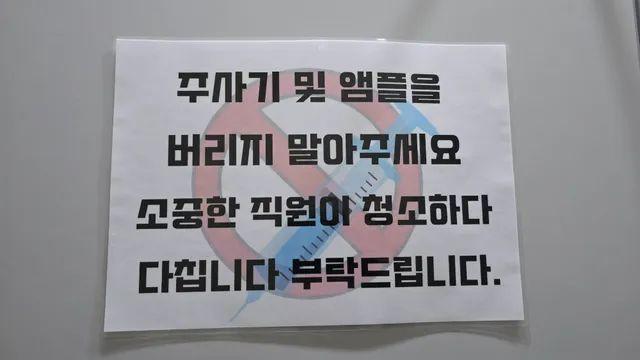 주사기 및 앰플을
버리지 말아주세요
소중한 직원이 청소하다
다칩니다 부탁드립니다.